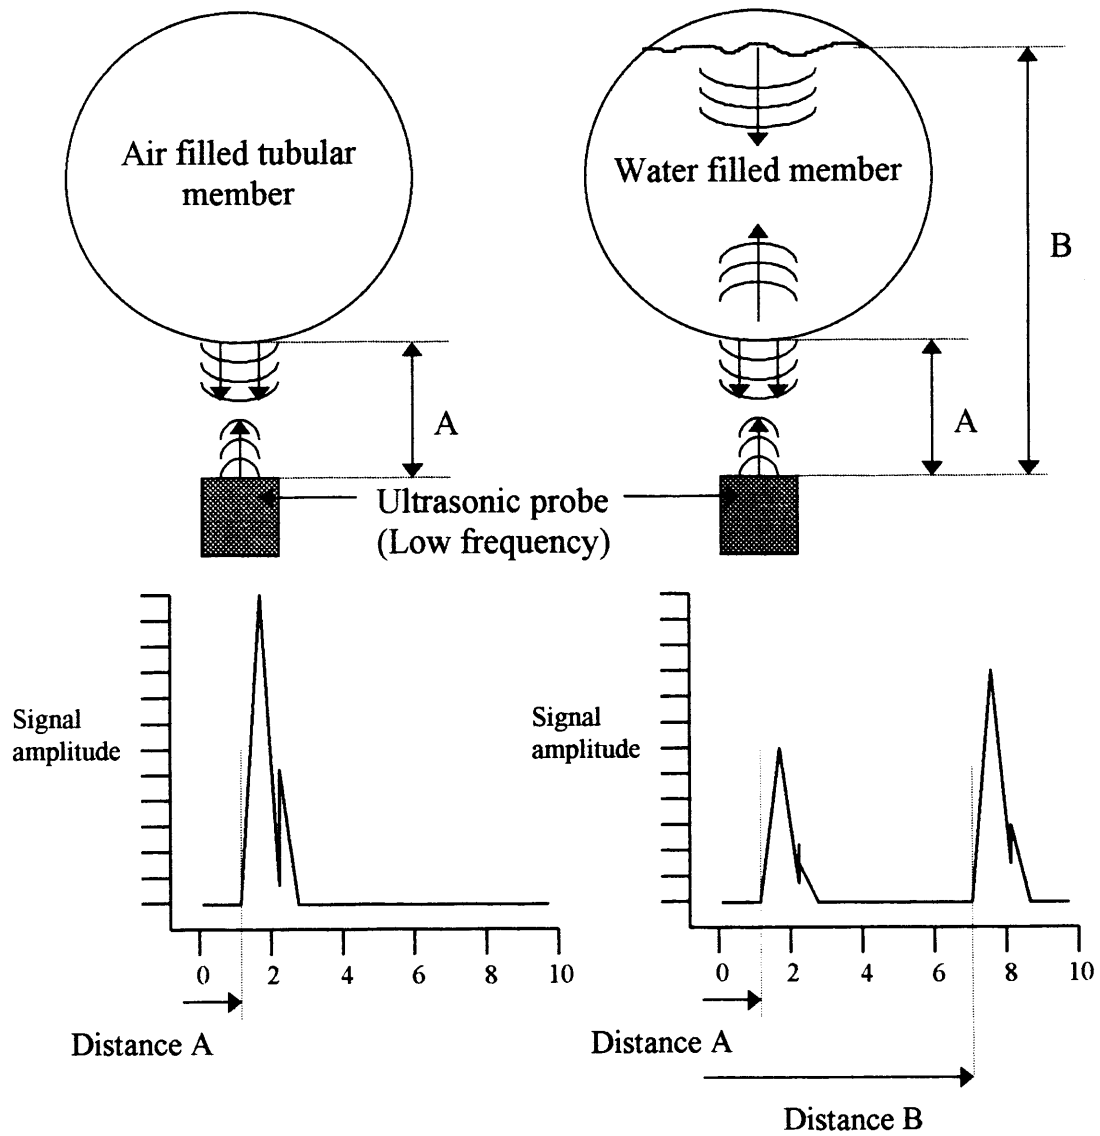 Air filled tubular
member
Water filled member
B
A
A
Ultrasonic probe
(Low frequency)
Signal
amplitude
0 2 4 6 8 10
Distance A
Signal
amplitude
0 2 4 6 8 10
Distance A
Distance B